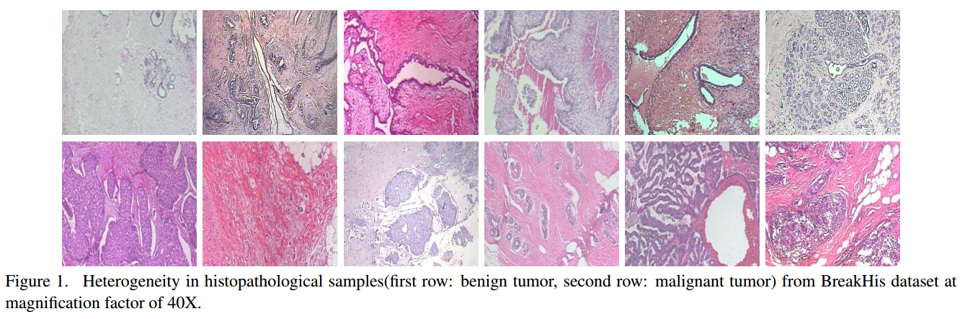 Figure 1. Heterogeneity in histopathological samples(first row: benign tumor, second row: malignant tumor) from BreakHis dataset at
magnification factor of 40X.